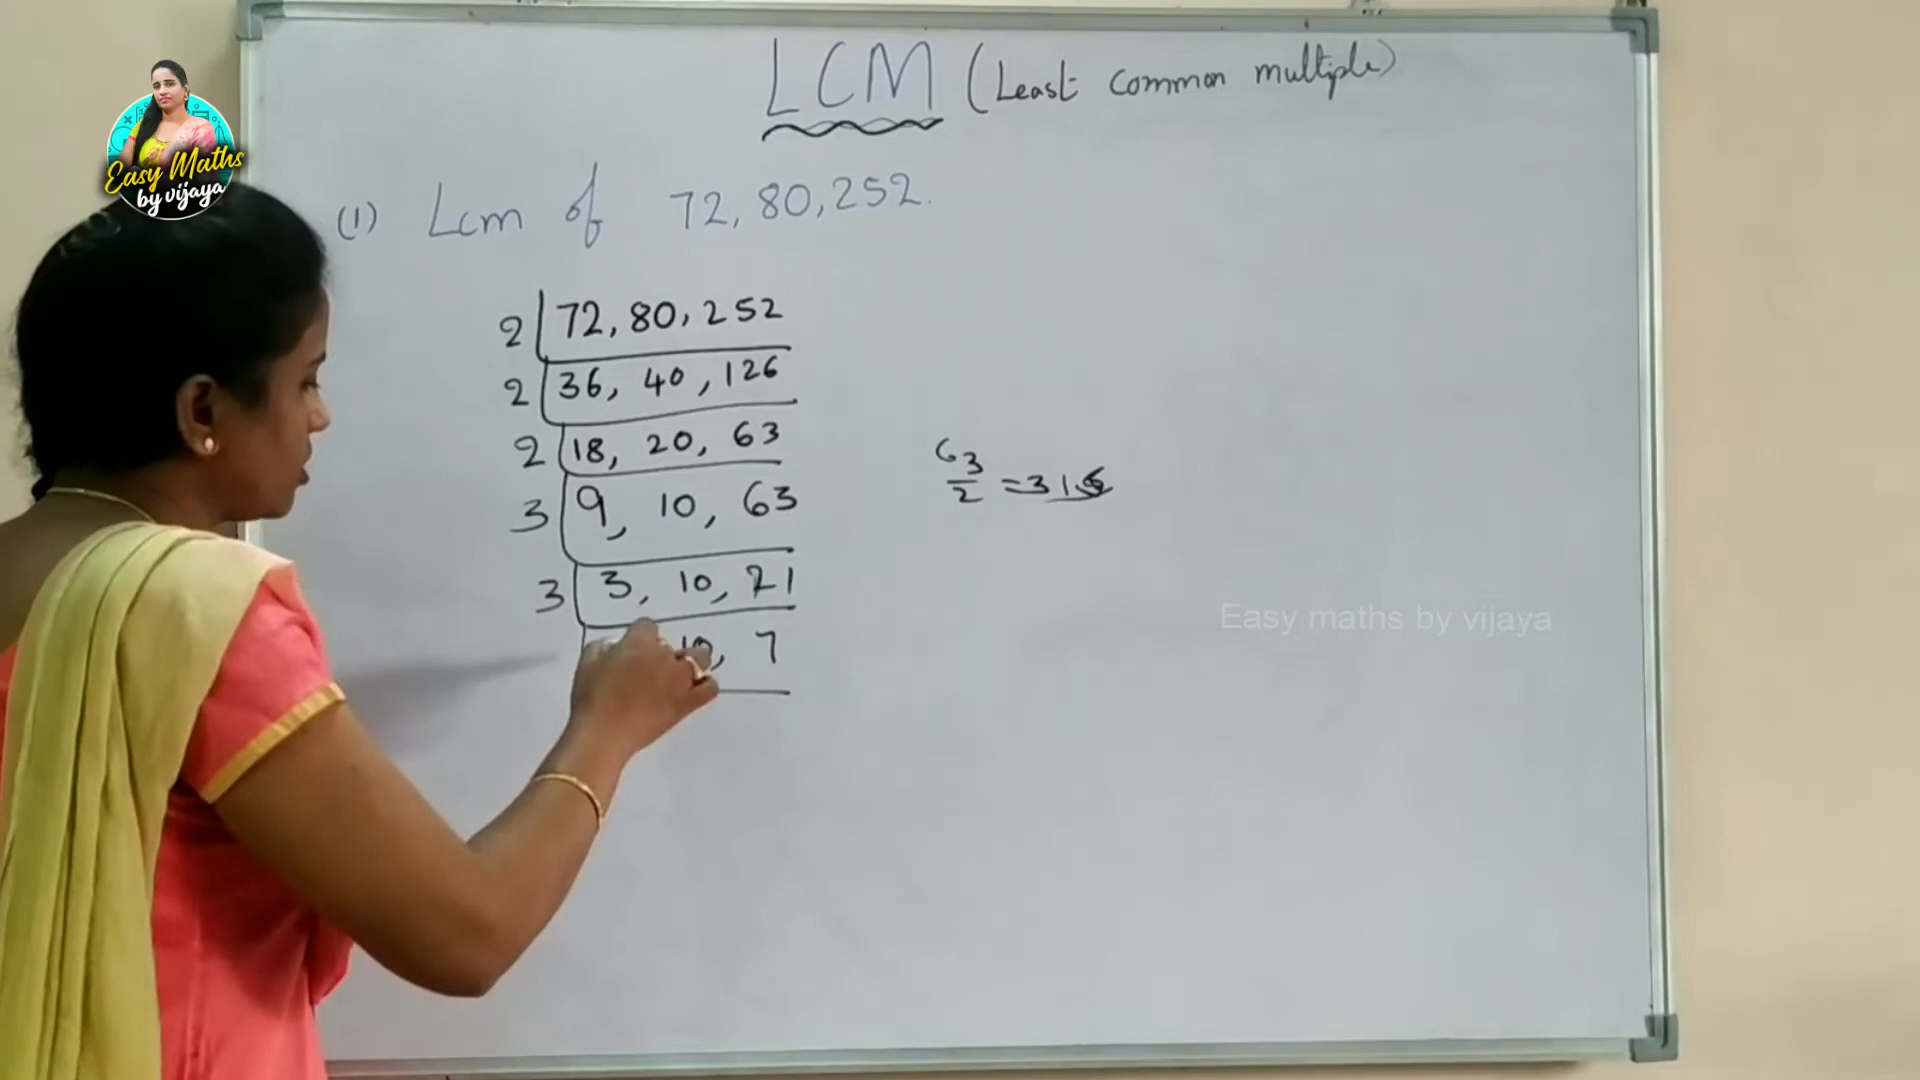 Easy Maths
by vijaya
LCM (Least common multiple)
(1) Lcm of 72, 80, 252.
2 72, 80, 252
2 36, 40, 126
2 18, 20, 63
3 9, 10, 63
3 3, 10, 21
10, 7
63/2 = 31.5
Easy maths by vijaya